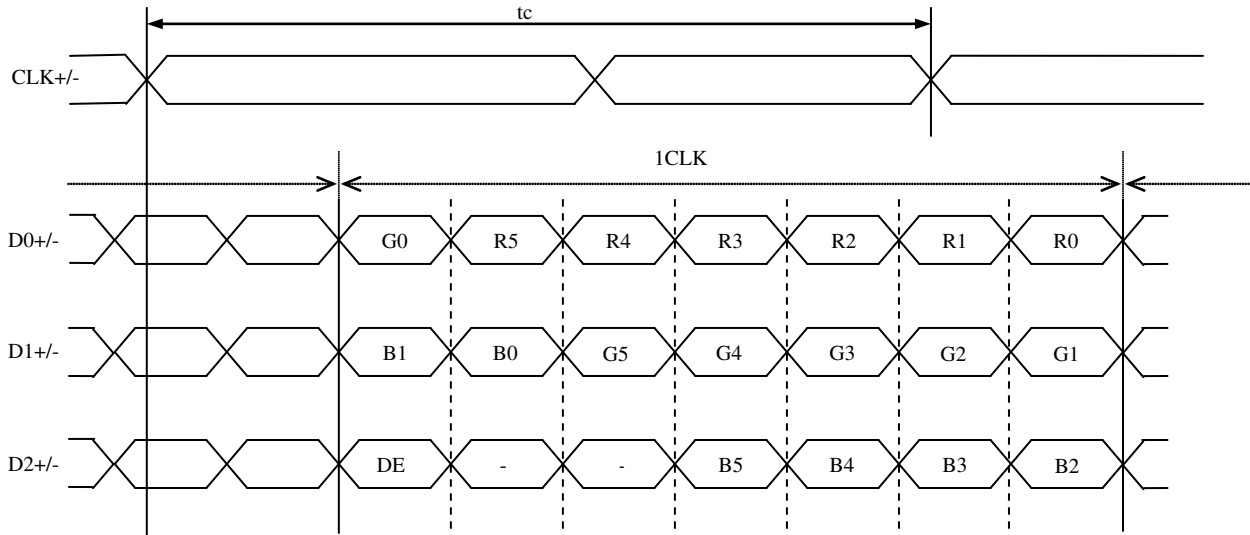 tc
CLK+/-
1CLK
D0+/- G0 R5 R4 R3 R2 R1 R0
D1+/- B1 B0 G5 G4 G3 G2 G1
D2+/- DE - - B5 B4 B3 B2